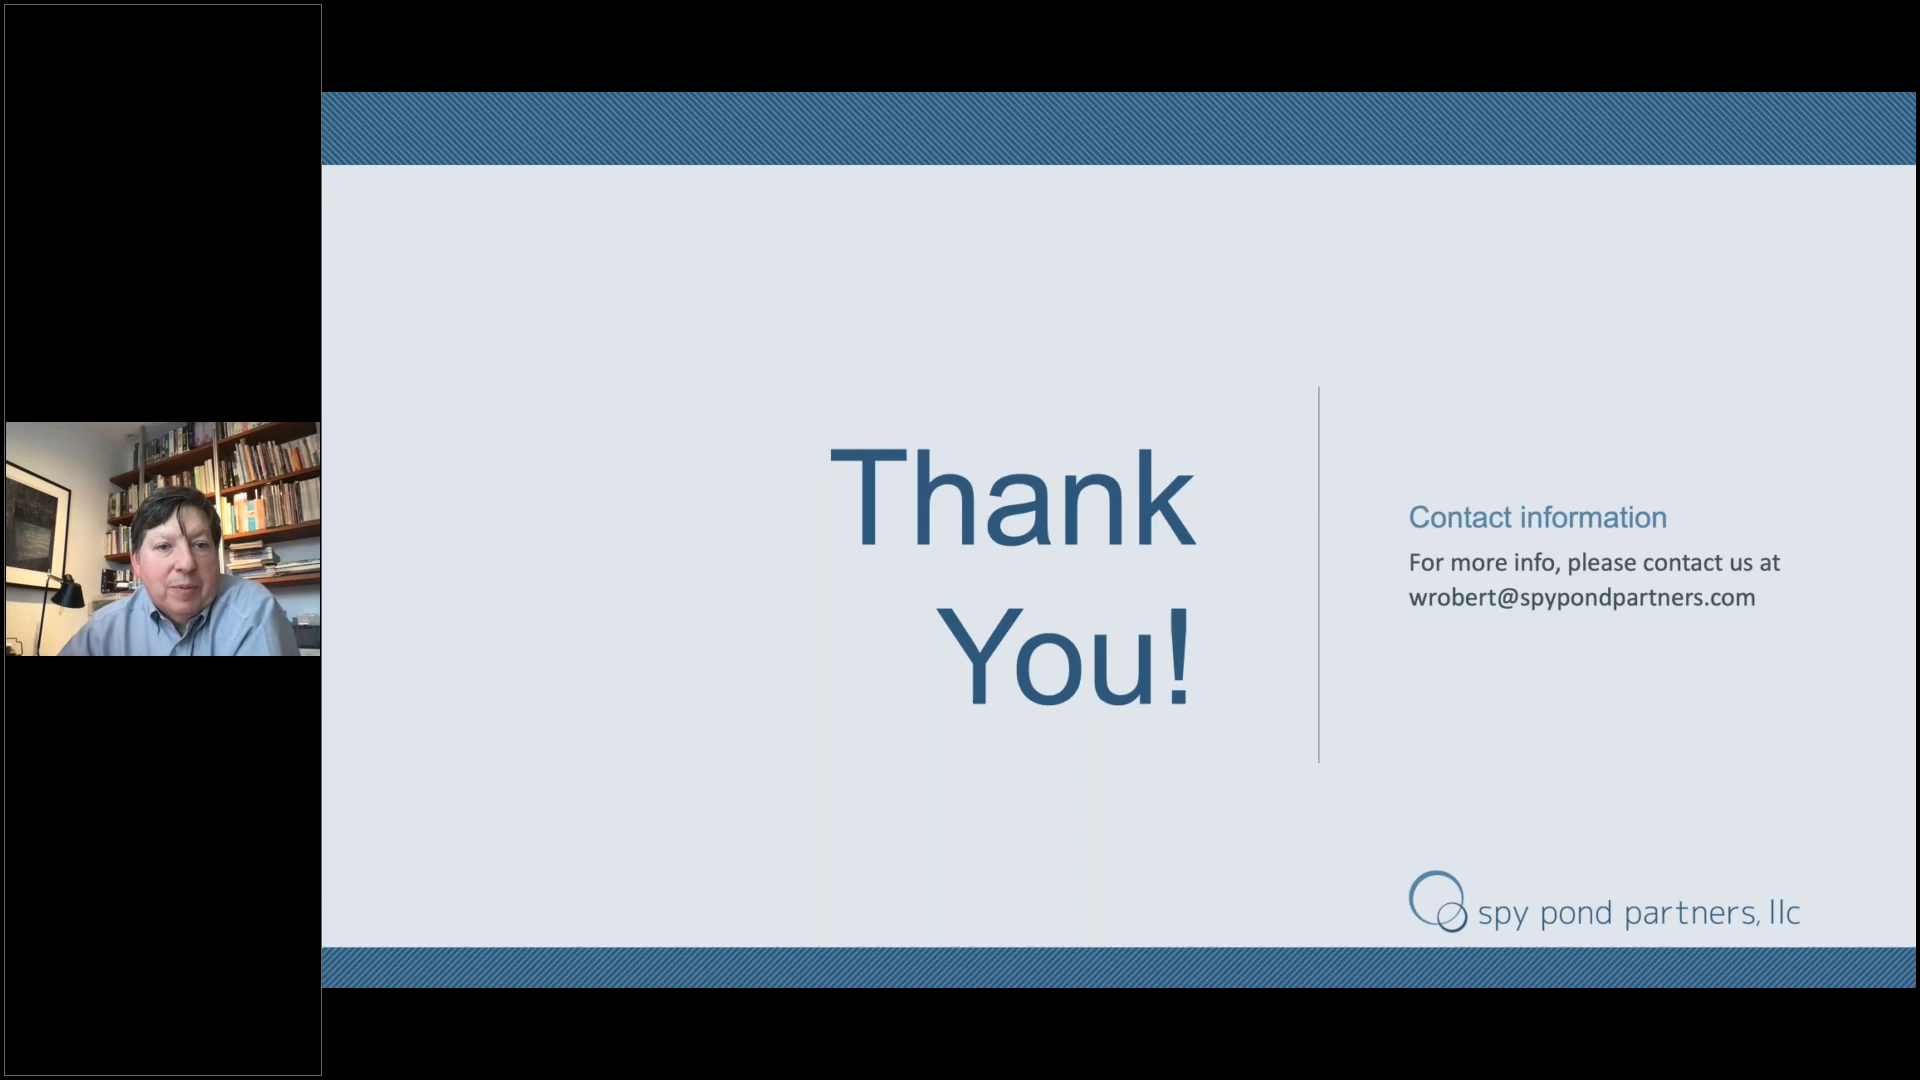 Thank
You!
Contact information
For more info, please contact us at
wrobert@spypondpartners.com
spy pond partners, llc